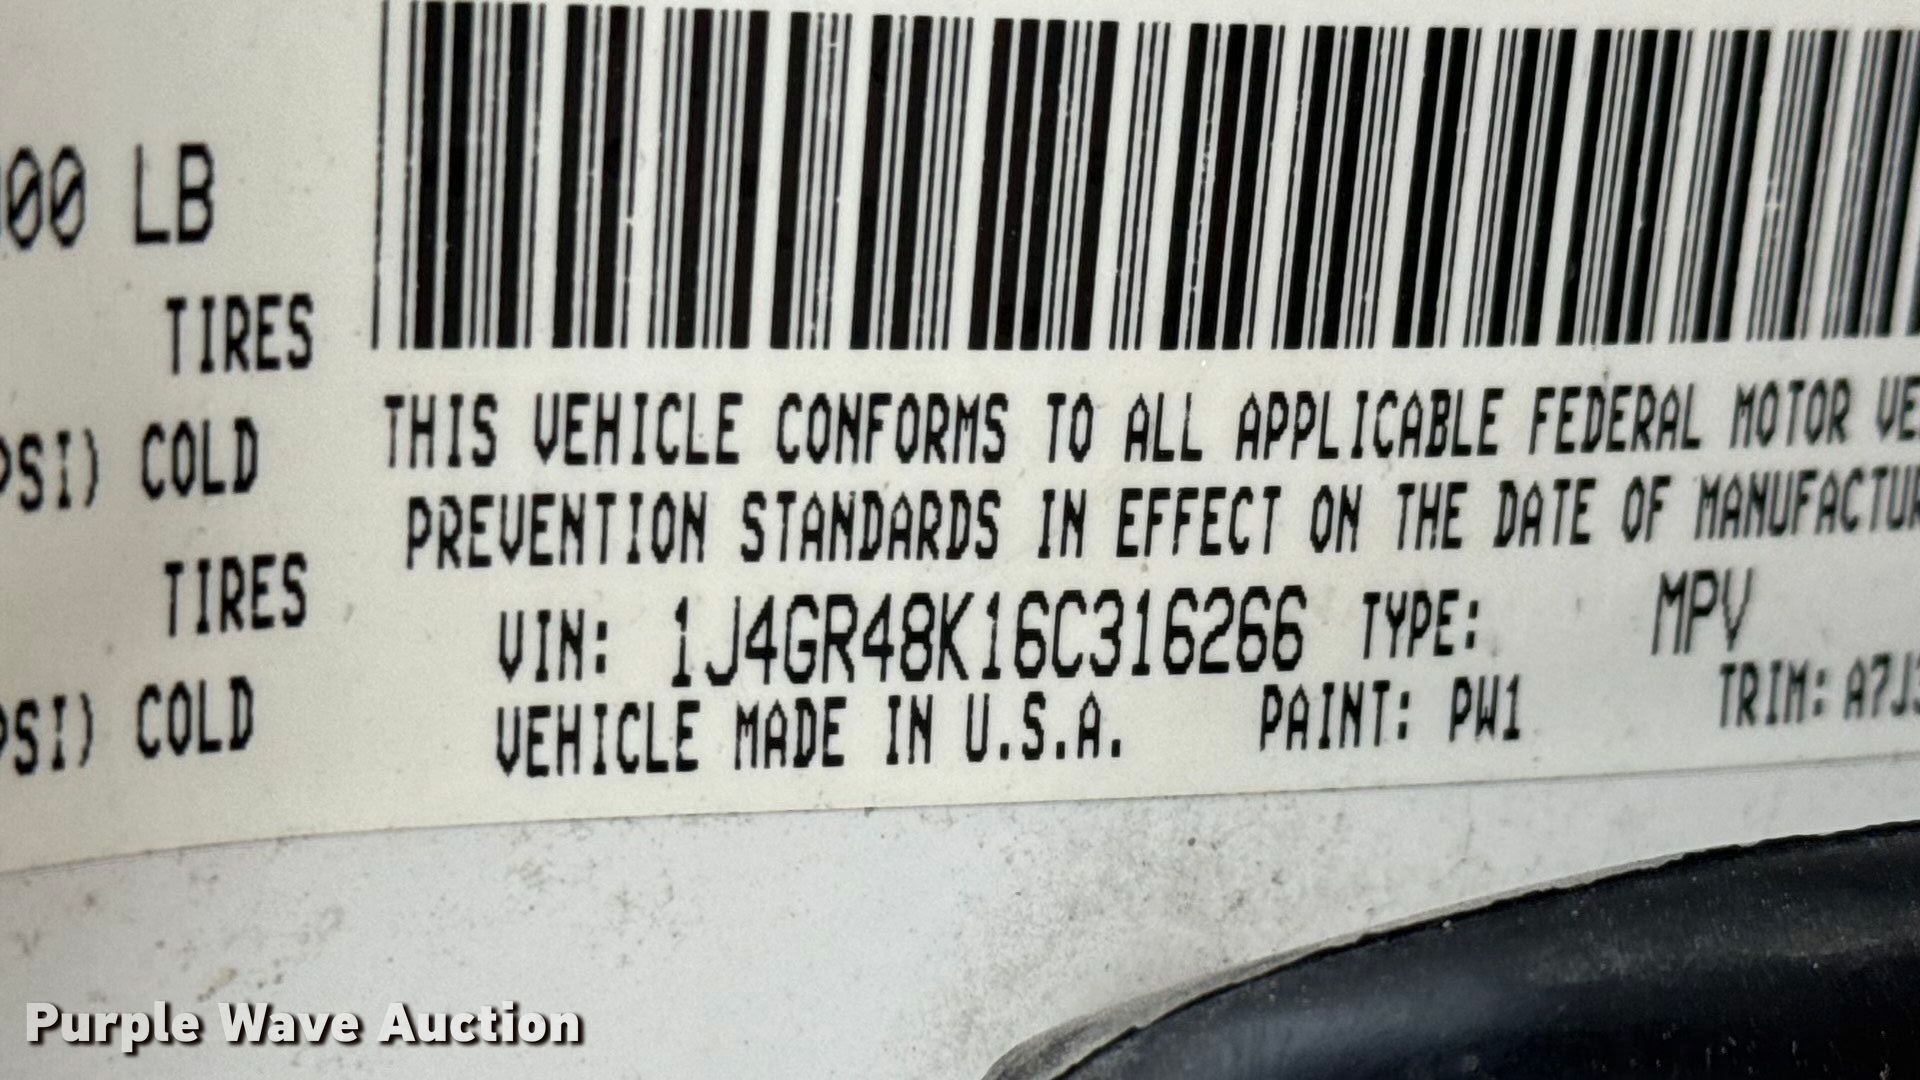 00 LB
TIRES
PSI) COLD
TIRES
PSI) COLD
THIS VEHICLE CONFORMS TO ALL APPLICABLE FEDERAL MOTOR VE
PREVENTION STANDARDS IN EFFECT ON THE DATE OF MANUFACTUR
VIN: 1J4GR48K16C316266 TYPE: MPV
VEHICLE MADE IN U.S.A. PAINT: PW1 TRIM: A7J3
Purple Wave Auction